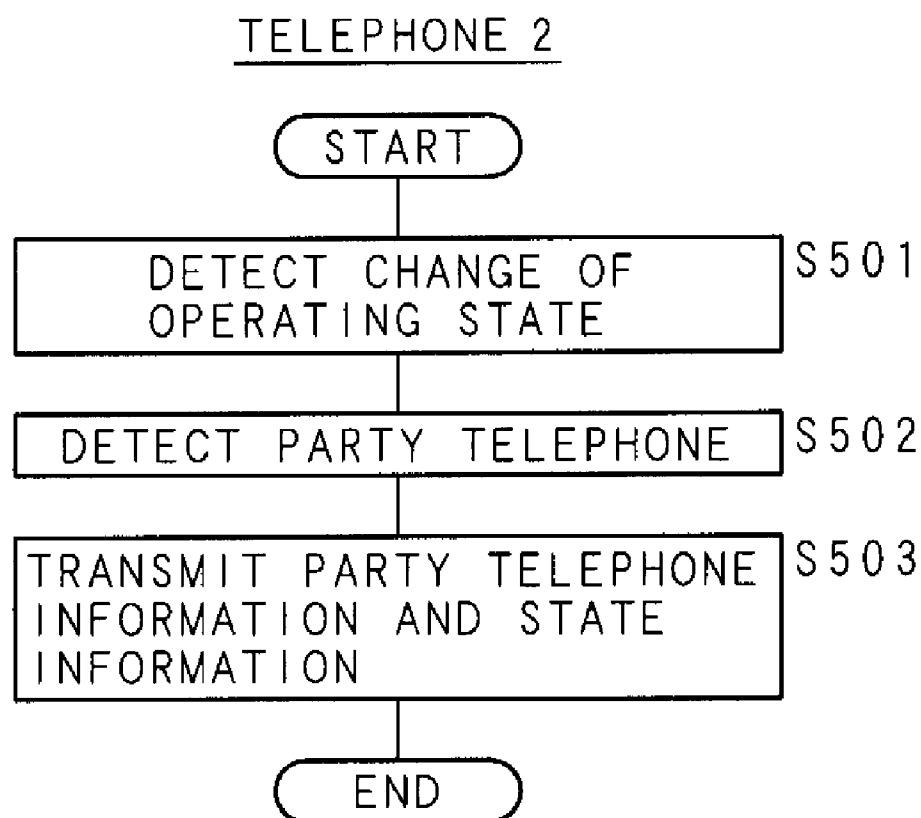 TELEPHONE 2
START
DETECT CHANGE OF
OPERATING STATE
S501
DETECT PARTY TELEPHONE
S502
TRANSMIT PARTY TELEPHONE
INFORMATION AND STATE
INFORMATION
S503
END